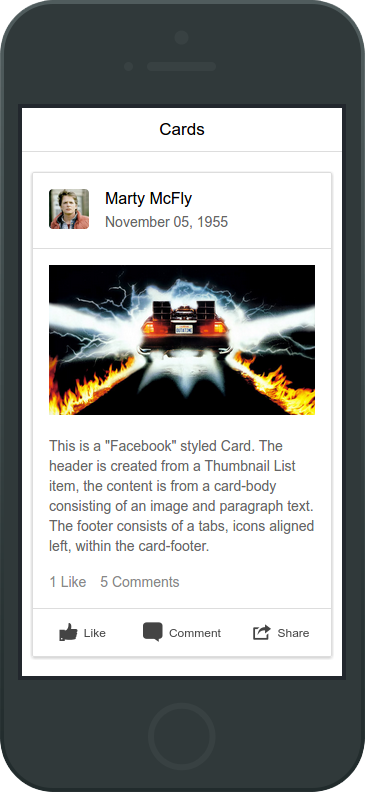 Cards
Marty McFly
November 05, 1955
This is a "Facebook" styled Card. The
header is created from a Thumbnail List
item, the content is from a card-body
consisting of an image and paragraph text.
The footer consists of a tabs, icons aligned
left, within the card-footer.
1 Like 5 Comments
Like Comment Share